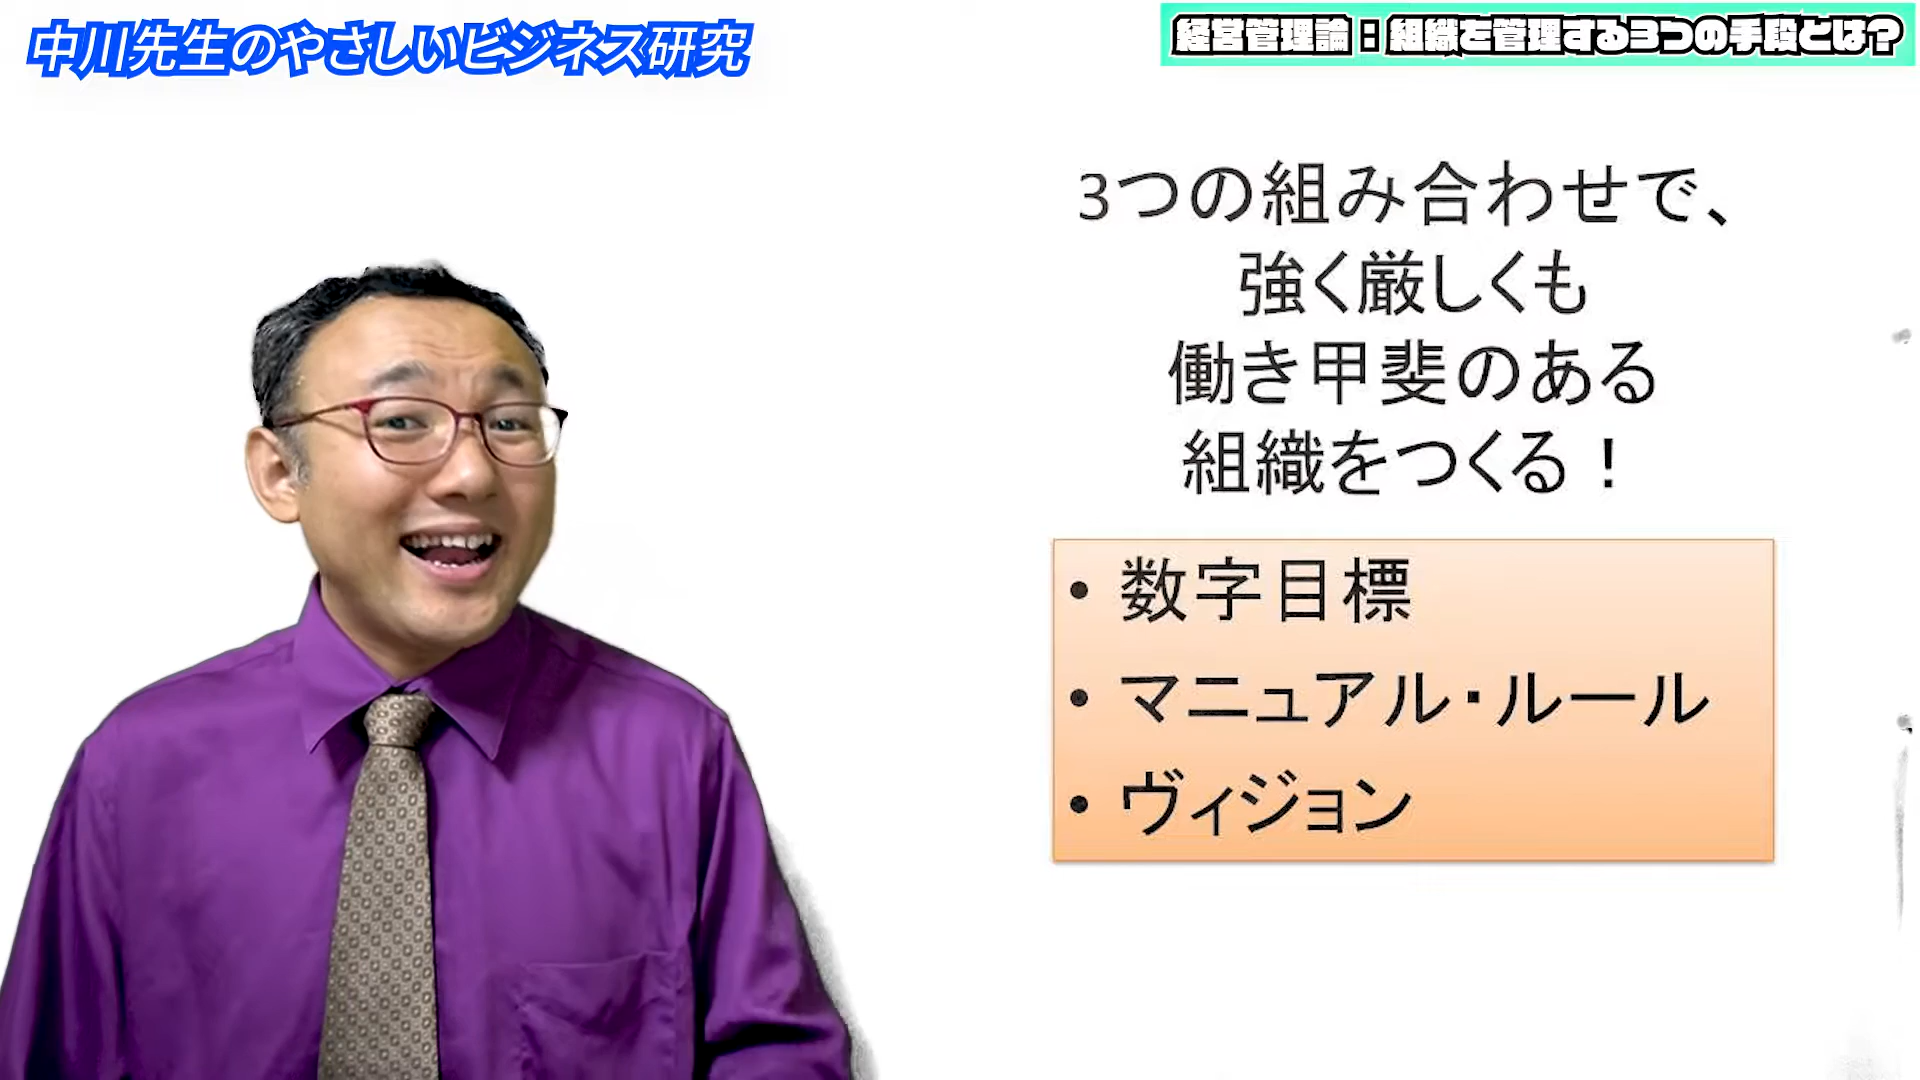 中川先生のやさしいビジネス研究
経営管理論：組織を管理する3つの手段とは？
3つの組み合わせで、
強く厳しくも
働き甲斐のある
組織をつくる！
・数字目標
・マニュアル・ルール
・ヴィジョン